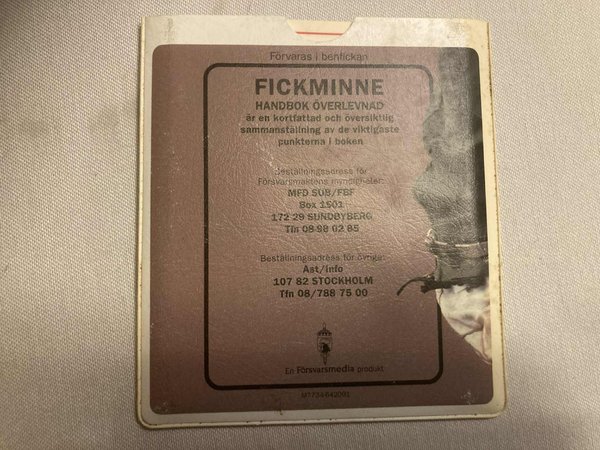 Förvaras i benfickan
FICKMINNE
HANDBOK ÖVERLEVNAD
är en kortfattad och översiktlig
sammanställning av de viktigaste
punkterna i boken
Beställningsadress för
Försvarsmaktens myndigheter:
MFD SUB/FBF
Box 1501
172 29 SUNDBYBERG
Tfn 08-98 02 85
Beställningsadress för övriga:
Ast/Info
107 82 STOCKHOLM
Tfn 08/788 75 00
En Försvarsmedia produkt